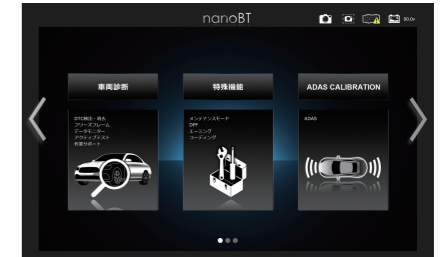 nanoBT
00.0v
車両診断
特殊機能
ADAS CALIBRATION
DTC検出・消去
フリーズフレーム
データモニター
アクティブテスト
作業サポート
メンテナンスモード
DPF
エーミング
コーディング
ADAS